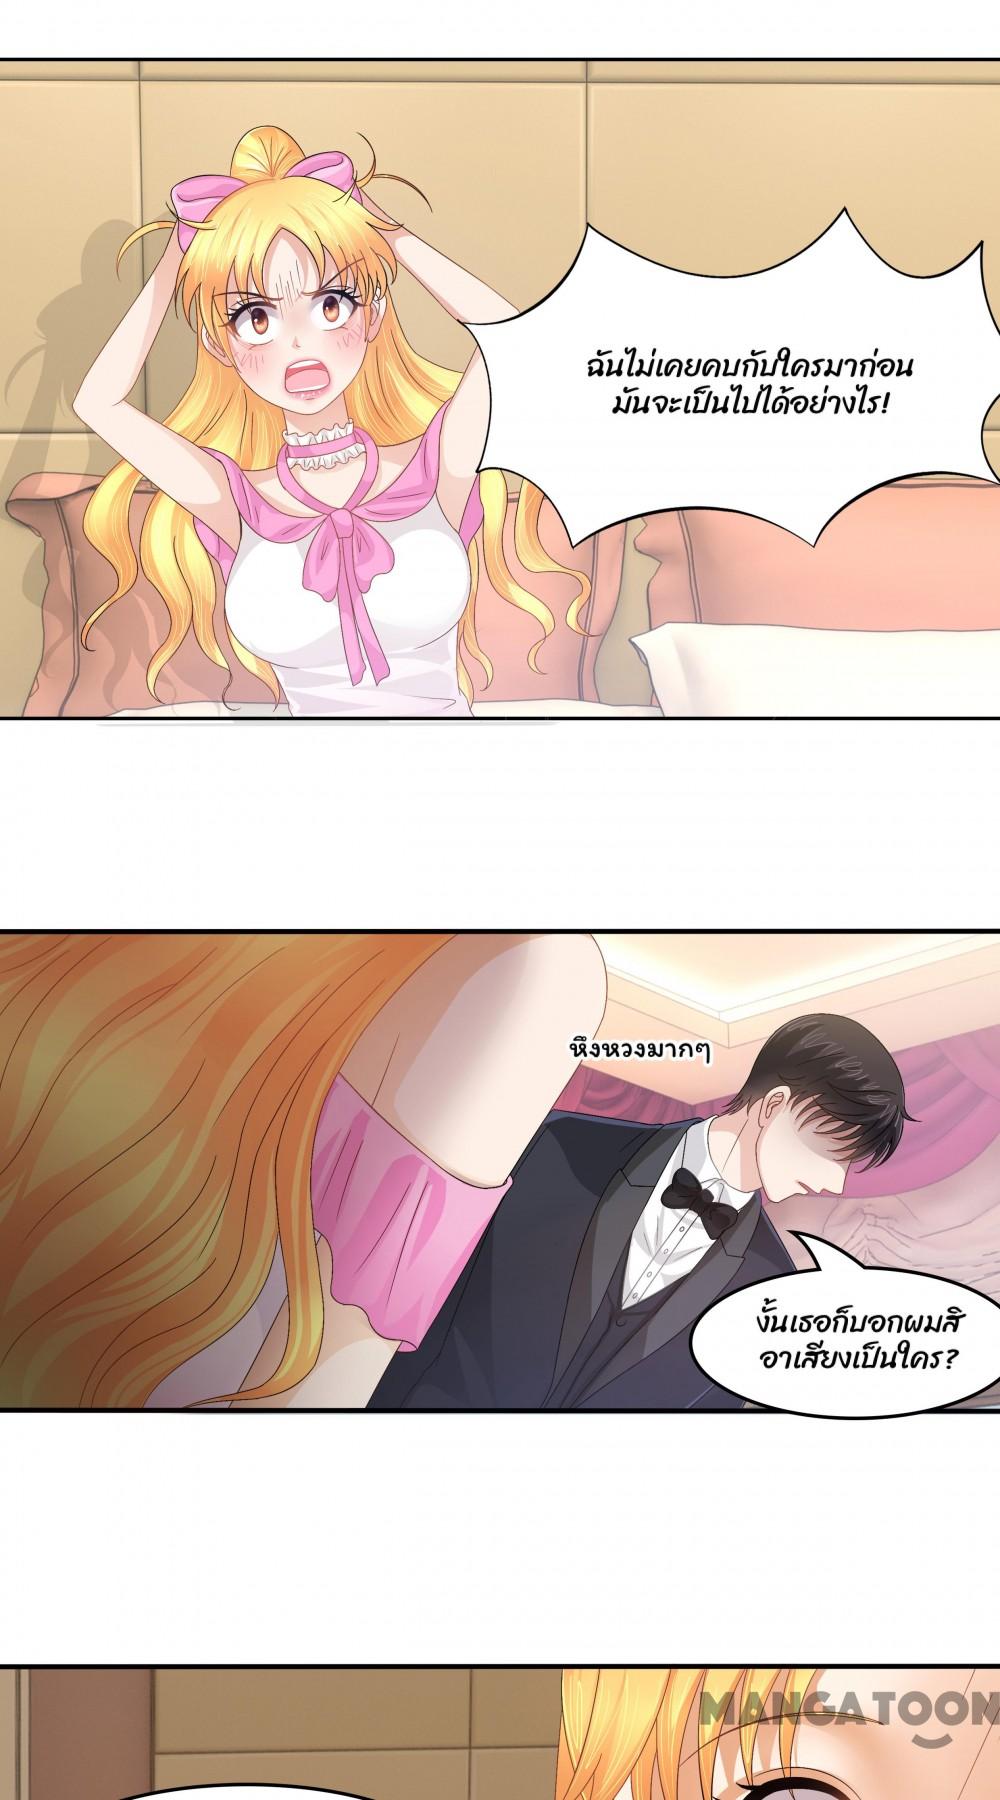 ฉันไม่เคยคบกับใครมาก่อน
มันจะเป็นไปได้อย่างไร!
หึงหวงมากๆ
งั้นเธอก็บอกผมสิ
อาเสียงเป็นใคร?
MANGATOON